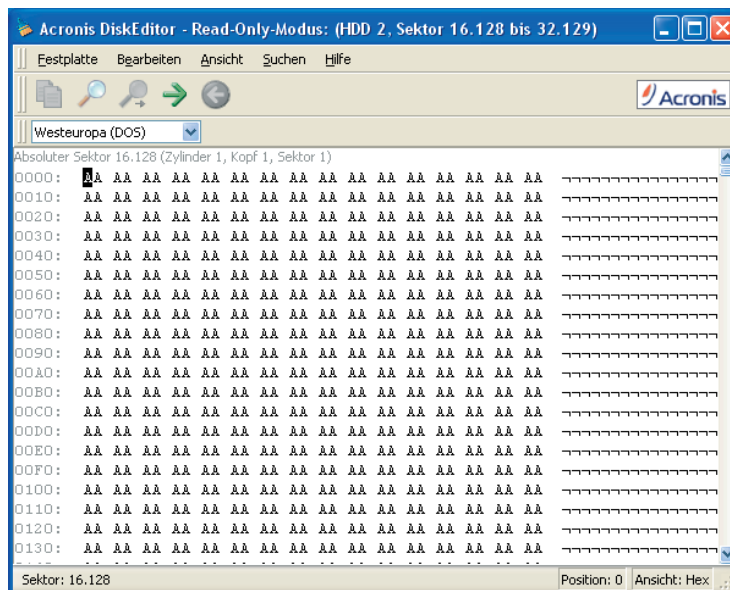 Acronis DiskEditor - Read-Only-Modus: (HDD 2, Sektor 16.128 bis 32.129)
Festplatte Bearbeiten Ansicht Suchen Hilfe
Acronis
Westeuropa (DOS)
Absoluter Sektor 16.128 (Zylinder 1, Kopf 1, Sektor 1)
0000: AA AA AA AA AA AA AA AA AA AA AA AA AA AA AA AA ¬¬¬¬¬¬¬¬¬¬¬¬¬¬¬¬
0010: AA AA AA AA AA AA AA AA AA AA AA AA AA AA AA AA ¬¬¬¬¬¬¬¬¬¬¬¬¬¬¬¬
0020: AA AA AA AA AA AA AA AA AA AA AA AA AA AA AA AA ¬¬¬¬¬¬¬¬¬¬¬¬¬¬¬¬
0030: AA AA AA AA AA AA AA AA AA AA AA AA AA AA AA AA ¬¬¬¬¬¬¬¬¬¬¬¬¬¬¬¬
0040: AA AA AA AA AA AA AA AA AA AA AA AA AA AA AA AA ¬¬¬¬¬¬¬¬¬¬¬¬¬¬¬¬
0050: AA AA AA AA AA AA AA AA AA AA AA AA AA AA AA AA ¬¬¬¬¬¬¬¬¬¬¬¬¬¬¬¬
0060: AA AA AA AA AA AA AA AA AA AA AA AA AA AA AA AA ¬¬¬¬¬¬¬¬¬¬¬¬¬¬¬¬
0070: AA AA AA AA AA AA AA AA AA AA AA AA AA AA AA AA ¬¬¬¬¬¬¬¬¬¬¬¬¬¬¬¬
0080: AA AA AA AA AA AA AA AA AA AA AA AA AA AA AA AA ¬¬¬¬¬¬¬¬¬¬¬¬¬¬¬¬
0090: AA AA AA AA AA AA AA AA AA AA AA AA AA AA AA AA ¬¬¬¬¬¬¬¬¬¬¬¬¬¬¬¬
00A0: AA AA AA AA AA AA AA AA AA AA AA AA AA AA AA AA ¬¬¬¬¬¬¬¬¬¬¬¬¬¬¬¬
00B0: AA AA AA AA AA AA AA AA AA AA AA AA AA AA AA AA ¬¬¬¬¬¬¬¬¬¬¬¬¬¬¬¬
00C0: AA AA AA AA AA AA AA AA AA AA AA AA AA AA AA AA ¬¬¬¬¬¬¬¬¬¬¬¬¬¬¬¬
00D0: AA AA AA AA AA AA AA AA AA AA AA AA AA AA AA AA ¬¬¬¬¬¬¬¬¬¬¬¬¬¬¬¬
00E0: AA AA AA AA AA AA AA AA AA AA AA AA AA AA AA AA ¬¬¬¬¬¬¬¬¬¬¬¬¬¬¬¬
00F0: AA AA AA AA AA AA AA AA AA AA AA AA AA AA AA AA ¬¬¬¬¬¬¬¬¬¬¬¬¬¬¬¬
0100: AA AA AA AA AA AA AA AA AA AA AA AA AA AA AA AA ¬¬¬¬¬¬¬¬¬¬¬¬¬¬¬¬
0110: AA AA AA AA AA AA AA AA AA AA AA AA AA AA AA AA ¬¬¬¬¬¬¬¬¬¬¬¬¬¬¬¬
0120: AA AA AA AA AA AA AA AA AA AA AA AA AA AA AA AA ¬¬¬¬¬¬¬¬¬¬¬¬¬¬¬¬
0130: AA AA AA AA AA AA AA AA AA AA AA AA AA AA AA AA ¬¬¬¬¬¬¬¬¬¬¬¬¬¬¬¬
Sektor: 16.128 Position: 0 Ansicht: Hex